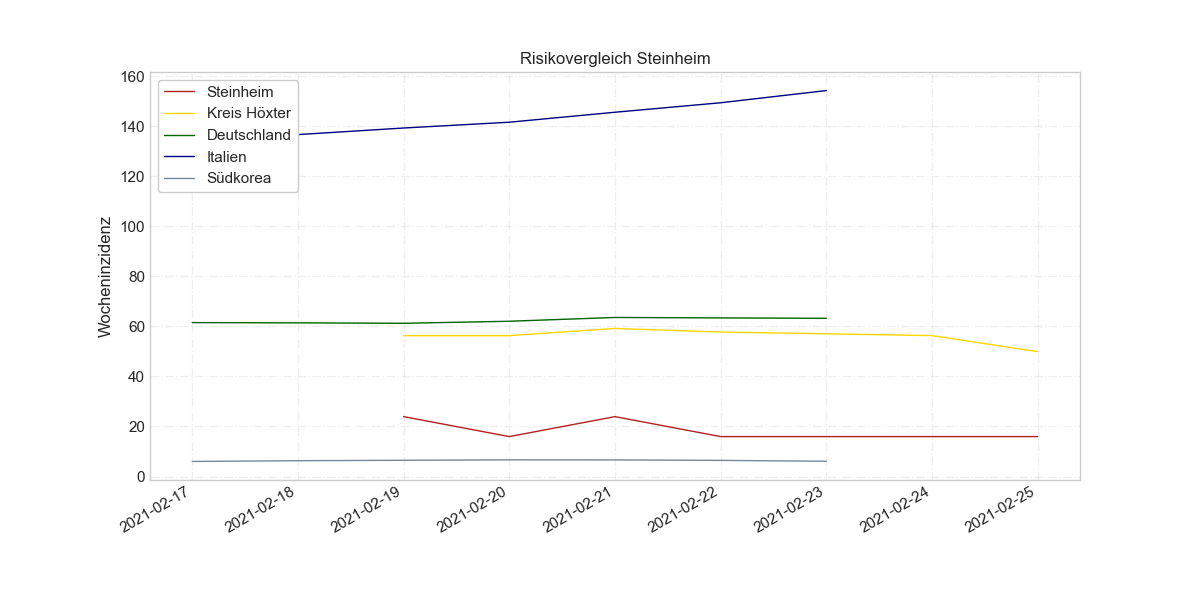 Risikovergleich Steinheim
Wocheninzidenz
160
140
120
100
80
60
40
20
0
Steinheim
Kreis Höxter
Deutschland
Italien
Südkorea
2021-02-17
2021-02-18
2021-02-19
2021-02-20
2021-02-21
2021-02-22
2021-02-23
2021-02-24
2021-02-25